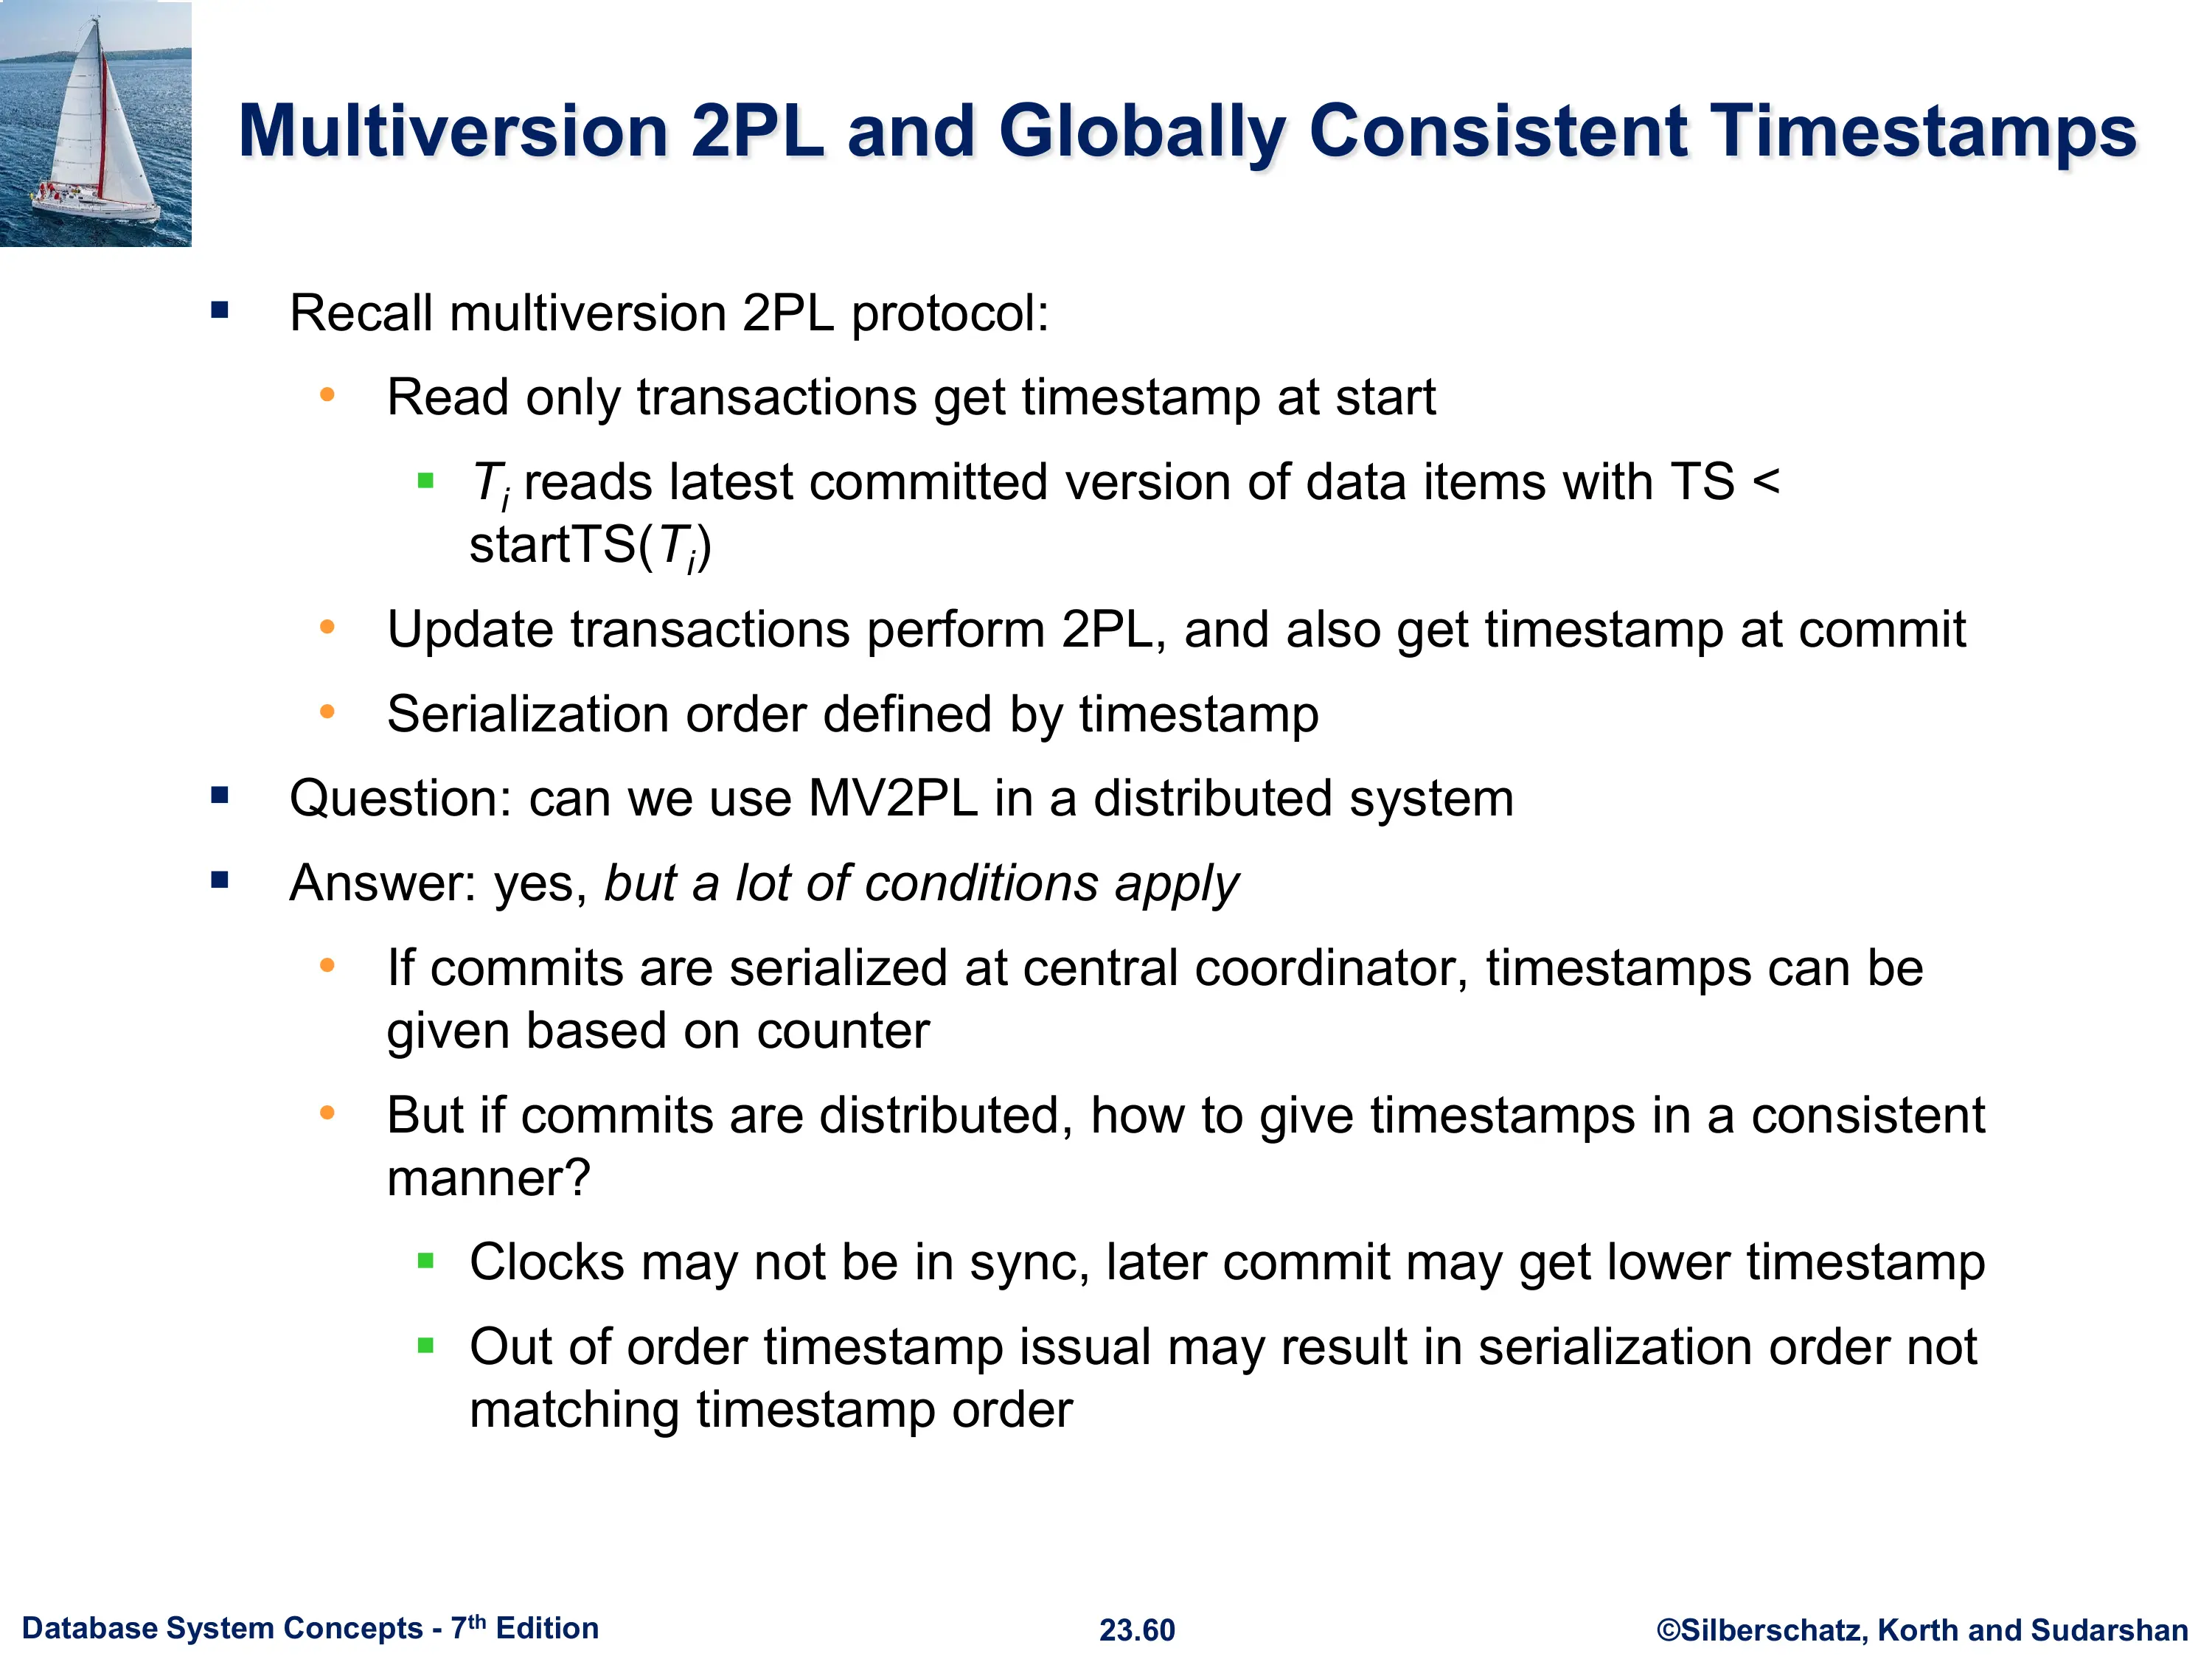 Multiversion 2PL and Globally Consistent Timestamps
▪ Recall multiversion 2PL protocol:
• Read only transactions get timestamp at start
▪ Ti reads latest committed version of data items with TS <
startTS(Ti)
• Update transactions perform 2PL, and also get timestamp at commit
• Serialization order defined by timestamp
▪ Question: can we use MV2PL in a distributed system
▪ Answer: yes, but a lot of conditions apply
• If commits are serialized at central coordinator, timestamps can be
given based on counter
• But if commits are distributed, how to give timestamps in a consistent
manner?
▪ Clocks may not be in sync, later commit may get lower timestamp
▪ Out of order timestamp issual may result in serialization order not
matching timestamp order
Database System Concepts - 7th Edition
23.60
©Silberschatz, Korth and Sudarshan